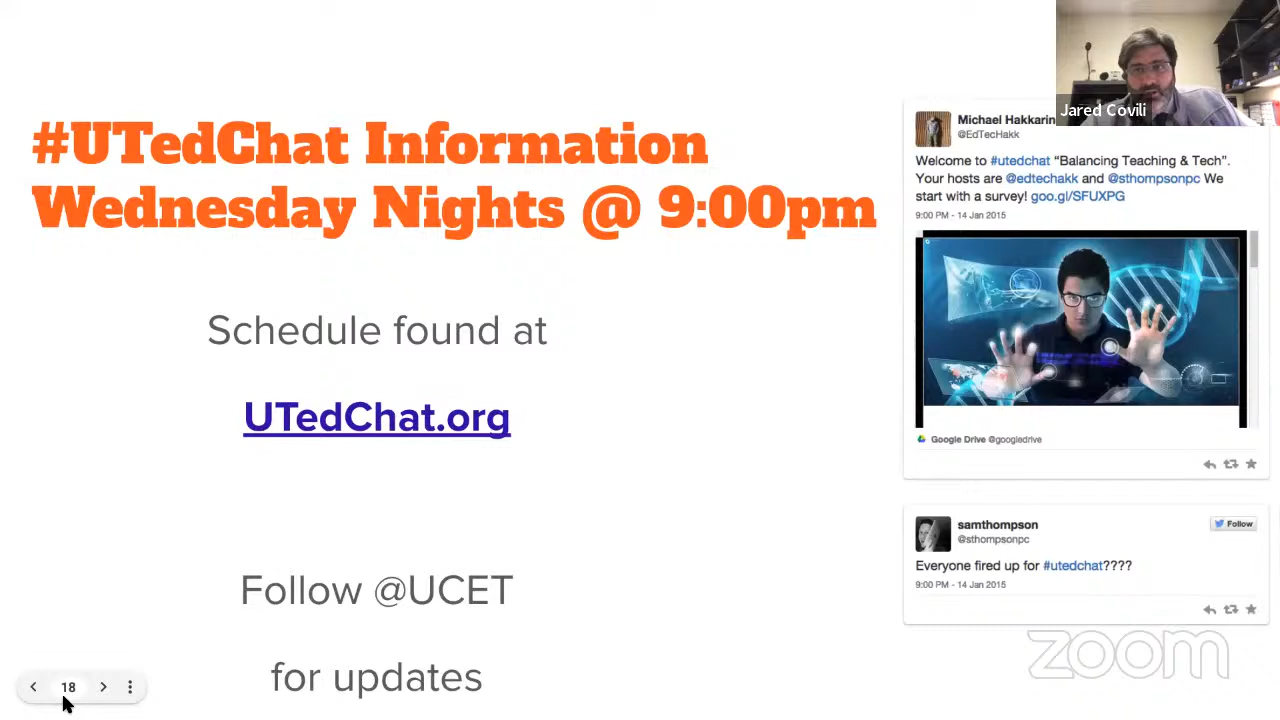 #UTedChat Information
Wednesday Nights @ 9:00pm
Schedule found at
UTedChat.org
Follow @UCET
for updates
18
Jared Covili
Michael Hakkarin
@EdTecHakk
Welcome to #utedchat “Balancing Teaching & Tech”.
Your hosts are @edtechakk and @sthompsonpc We
start with a survey! goo.gl/SFUXPG
9:00 PM - 14 Jan 2015
Google Drive @googledrive
samthompson
Follow
@sthompsonpc
Everyone fired up for #utedchat????
9:00 PM - 14 Jan 2015
zoom